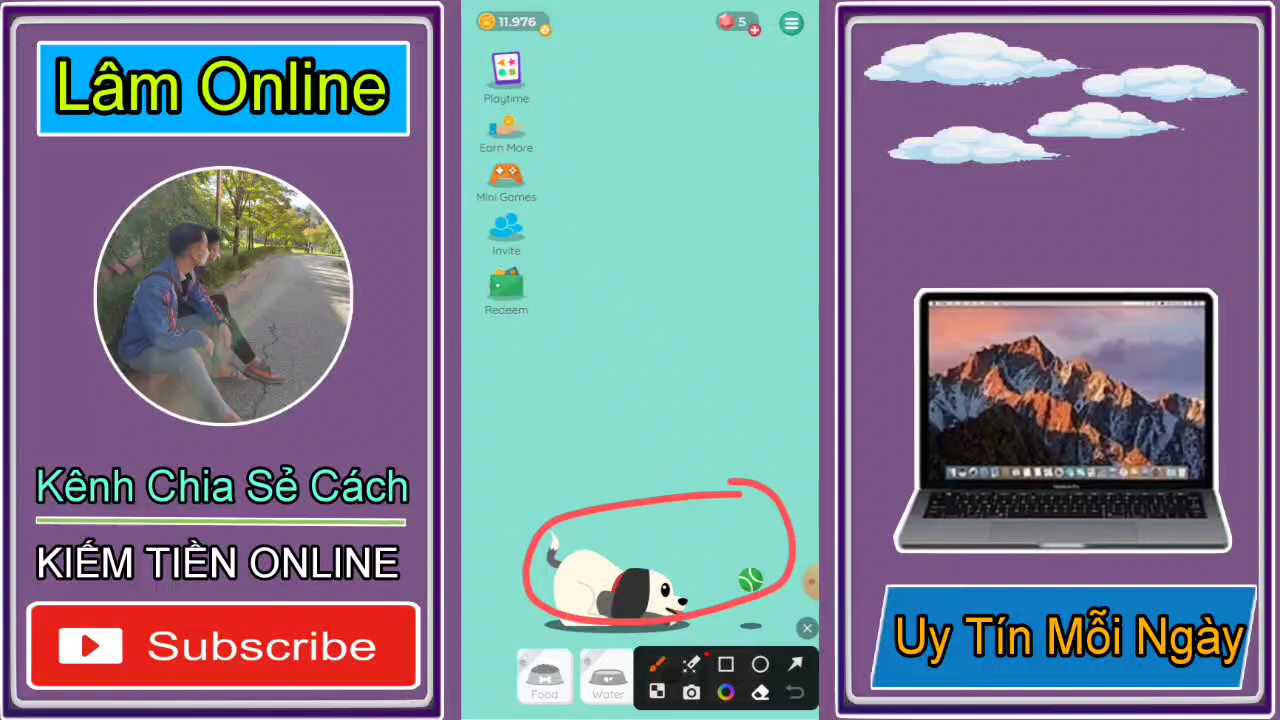 Lâm Online
Kênh Chia Sẻ Cách
KIẾM TIỀN ONLINE
Subscribe
11.976
5
Playtime
Earn More
Mini Games
Invite
Redeem
Food
Water
Uy Tín Mỗi Ngày